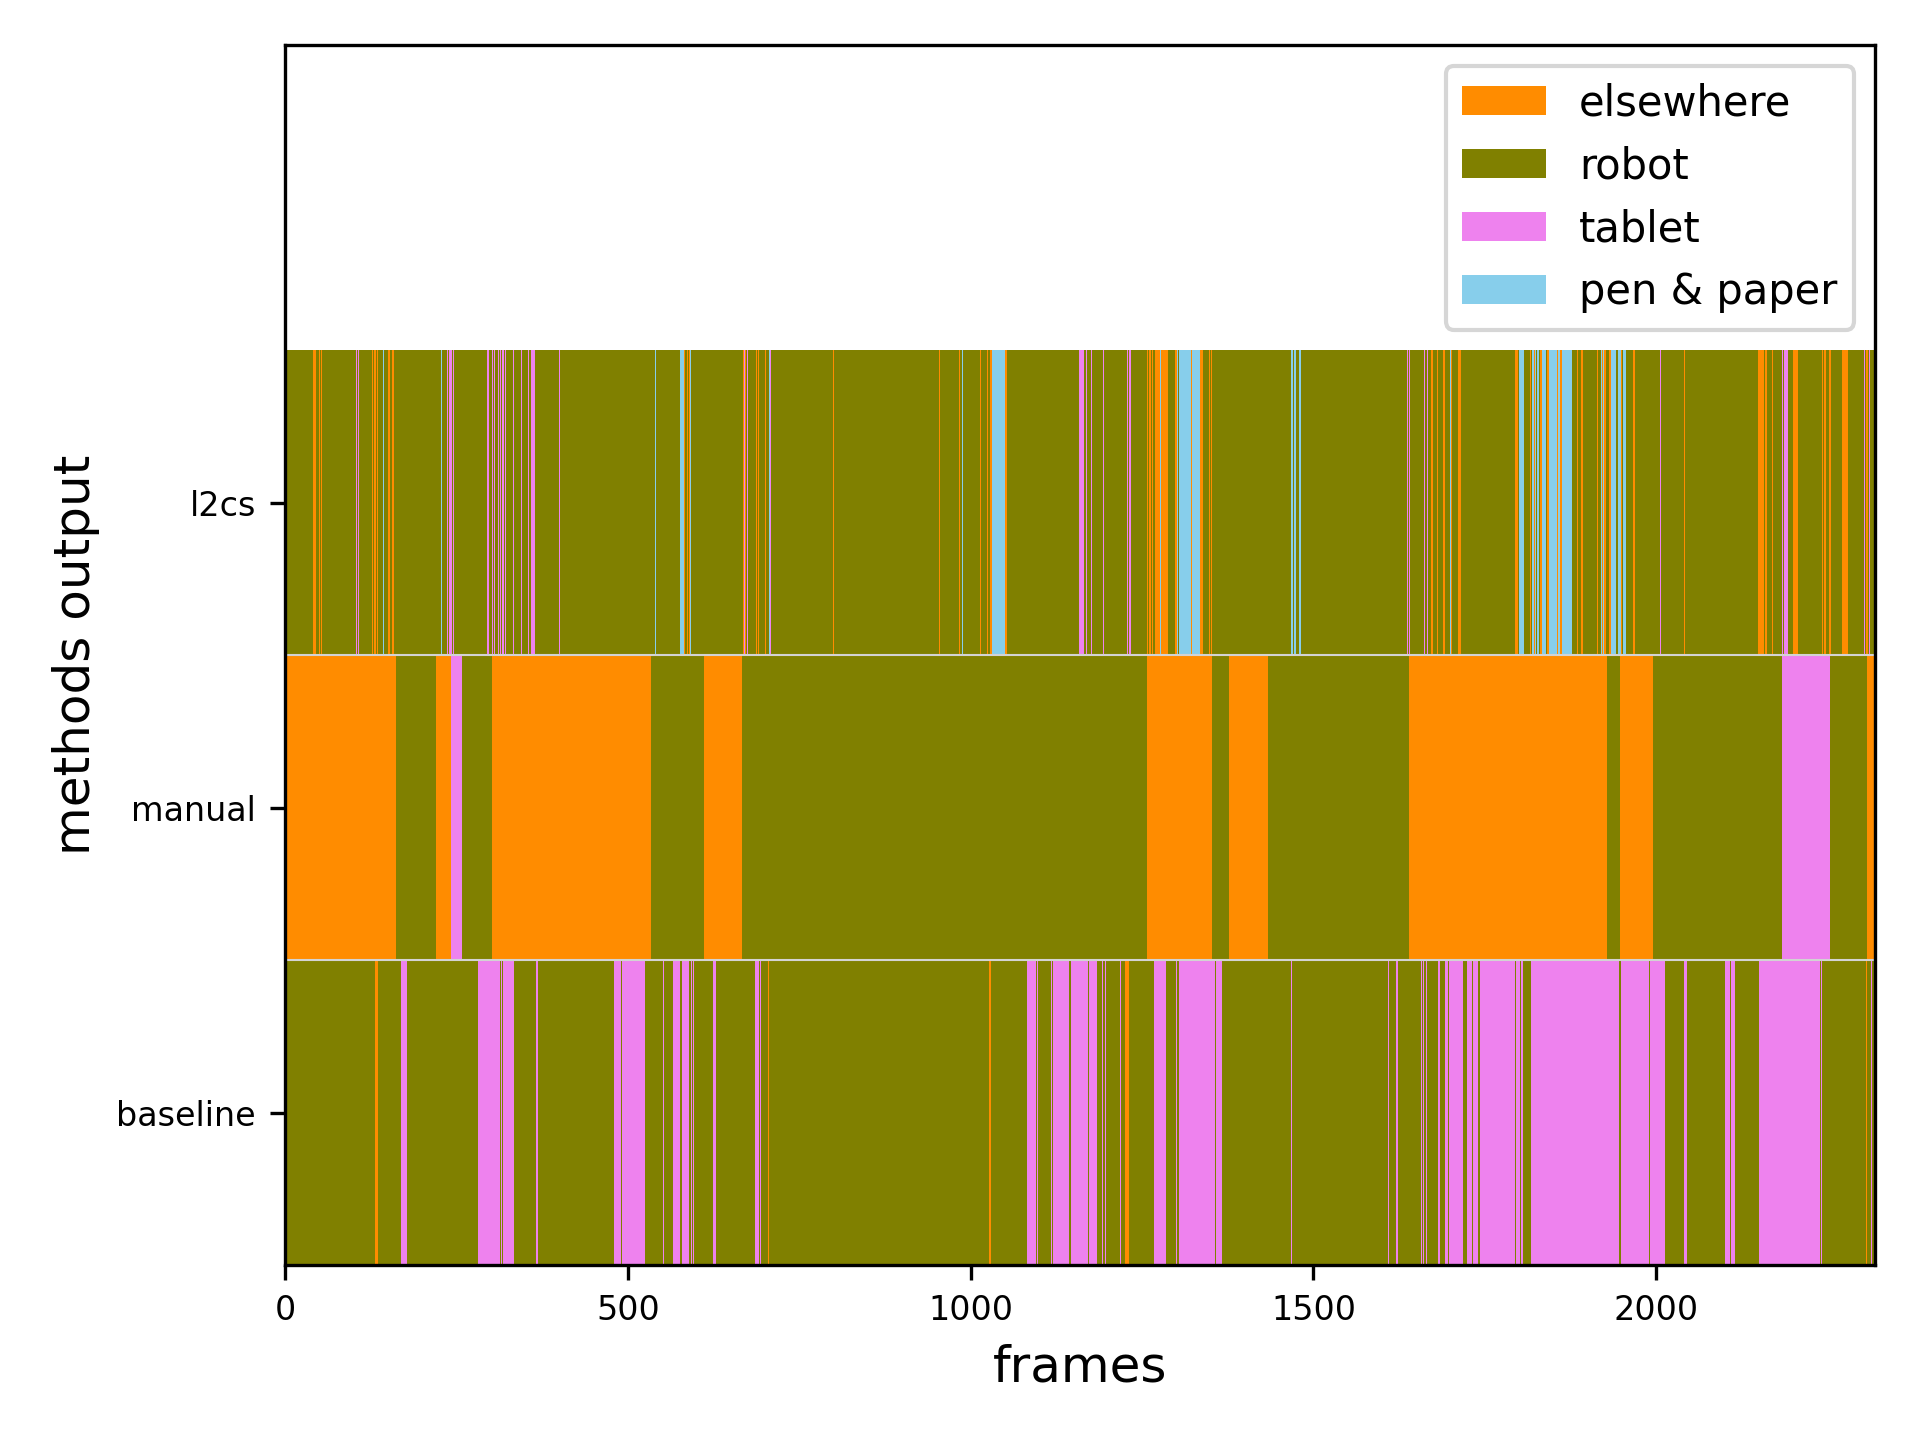 elsewhere
robot
tablet
pen & paper
methods output
l2cs
manual
baseline
0 500 1000 1500 2000
frames